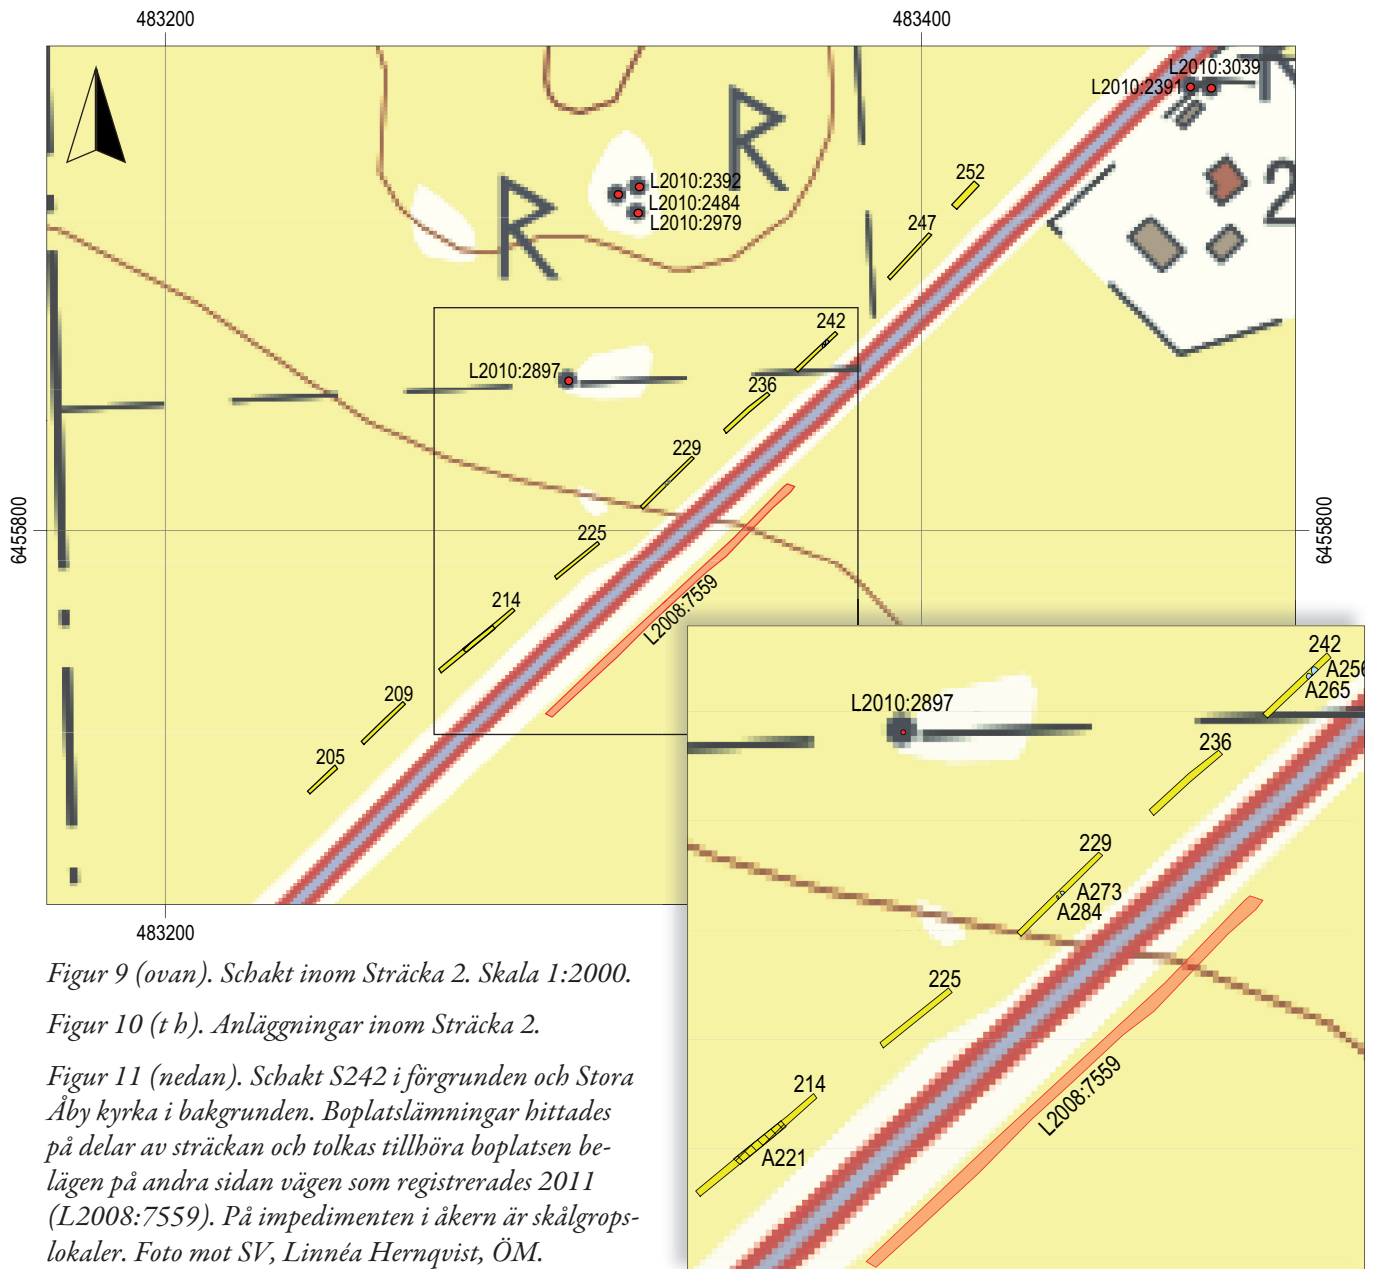 483200
483400
L2010:3039
L2010:2391
R
R
2
252
L2010:2392
L2010:2484
L2010:2979
247
242
L2010:2897
236
229
225
6455800
6455800
214
L2008:7559
209
205
483200
242
A256
A265
L2010:2897
236
229
A273
A284
225
214
A221
L2008:7559
Figur 9 (ovan). Schakt inom Sträcka 2. Skala 1:2000.
Figur 10 (t h). Anläggningar inom Sträcka 2.
Figur 11 (nedan). Schakt S242 i förgrunden och Stora
Åby kyrka i bakgrunden. Boplatslämningar hittades
på delar av sträckan och tolkas tillhöra boplatsen be-
lägen på andra sidan vägen som registrerades 2011
(L2008:7559). På impedimenten i åkern är skålgrops-
lokaler. Foto mot SV, Linnéa Hernqvist, ÖM.